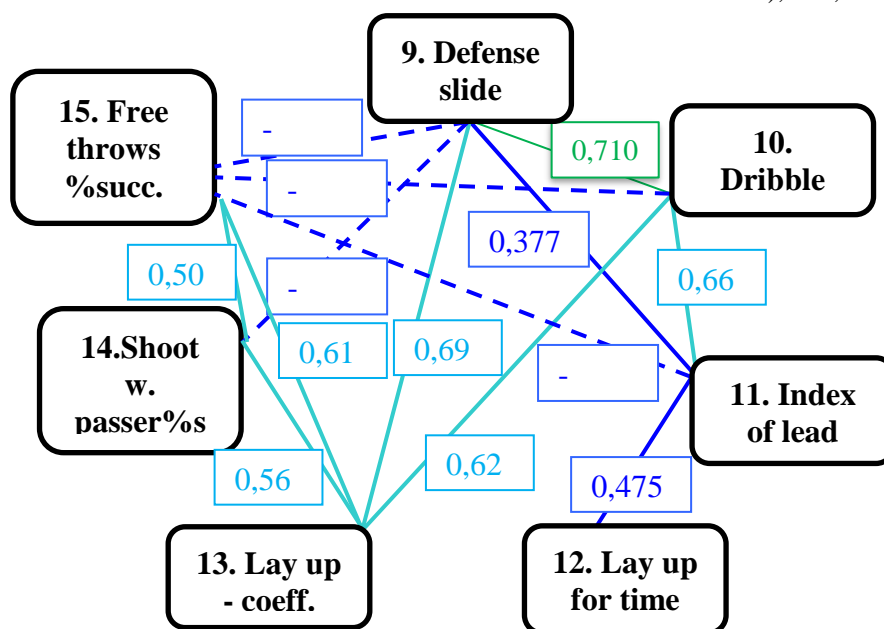 9. Defense
slide
15. Free
throws
%succ.
-
0,710
10.
Dribble
-
0,377
0,50
-
0,66
14.Shoot
w.
passer%s
0,61
0,69
-
11. Index
of lead
0,56
0,62
0,475
13. Lay up
- coeff.
12. Lay up
for time